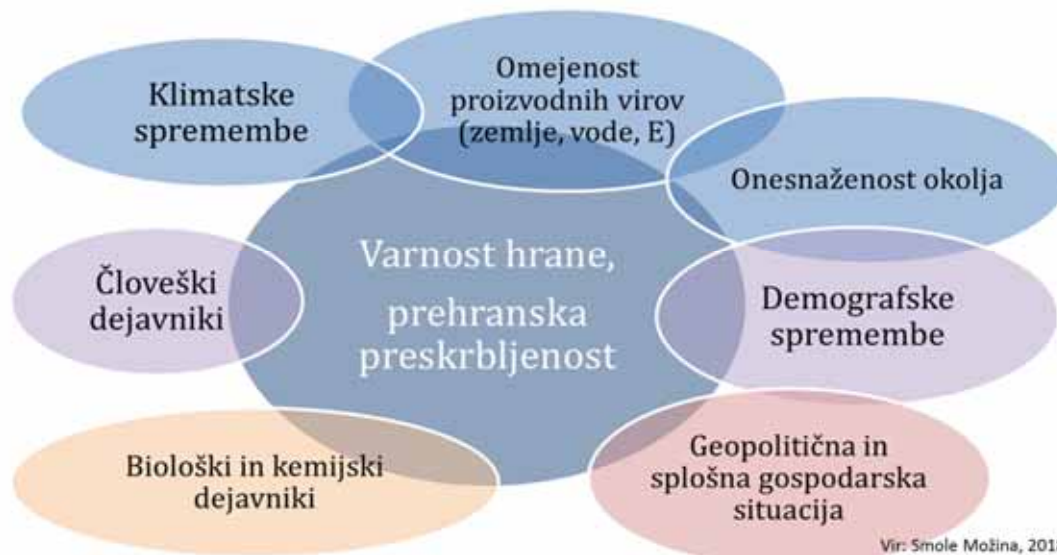 Klimatske
spremembe
Omejenost
proizvodnih virov
(zemlje, vode, E)
Onesnaženost okolja
Človeški
dejavniki
Varnost hrane,
prehranska
preskrbljenost
Demografske
spremembe
Biološki in kemijski
dejavniki
Geopolitična in
splošna gospodarska
situacija
Vir: Smole Možina,